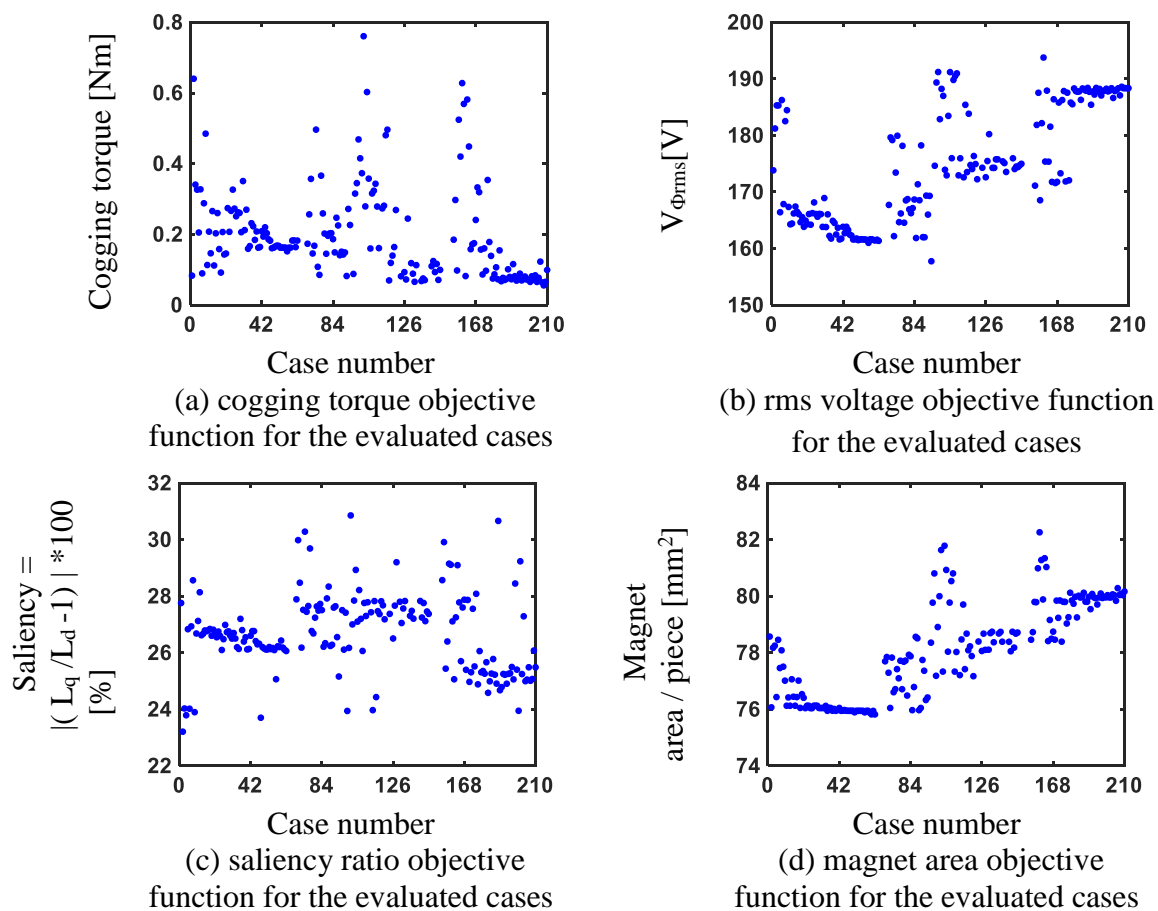 Cogging torque [Nm]
0.8
0.6
0.4
0.2
0
0 42 84 126 168 210
Case number
(a) cogging torque objective
function for the evaluated cases
VΦrms[V]
200
190
180
170
160
150
0 42 84 126 168 210
Case number
(b) rms voltage objective function
for the evaluated cases
Saliency =
|( Lq /Ld -1) | *100
[%]
32
30
28
26
24
22
0 42 84 126 168 210
Case number
(c) saliency ratio objective
function for the evaluated cases
Magnet
area / piece [mm²]
84
82
80
78
76
74
0 42 84 126 168 210
Case number
(d) magnet area objective
function for the evaluated cases